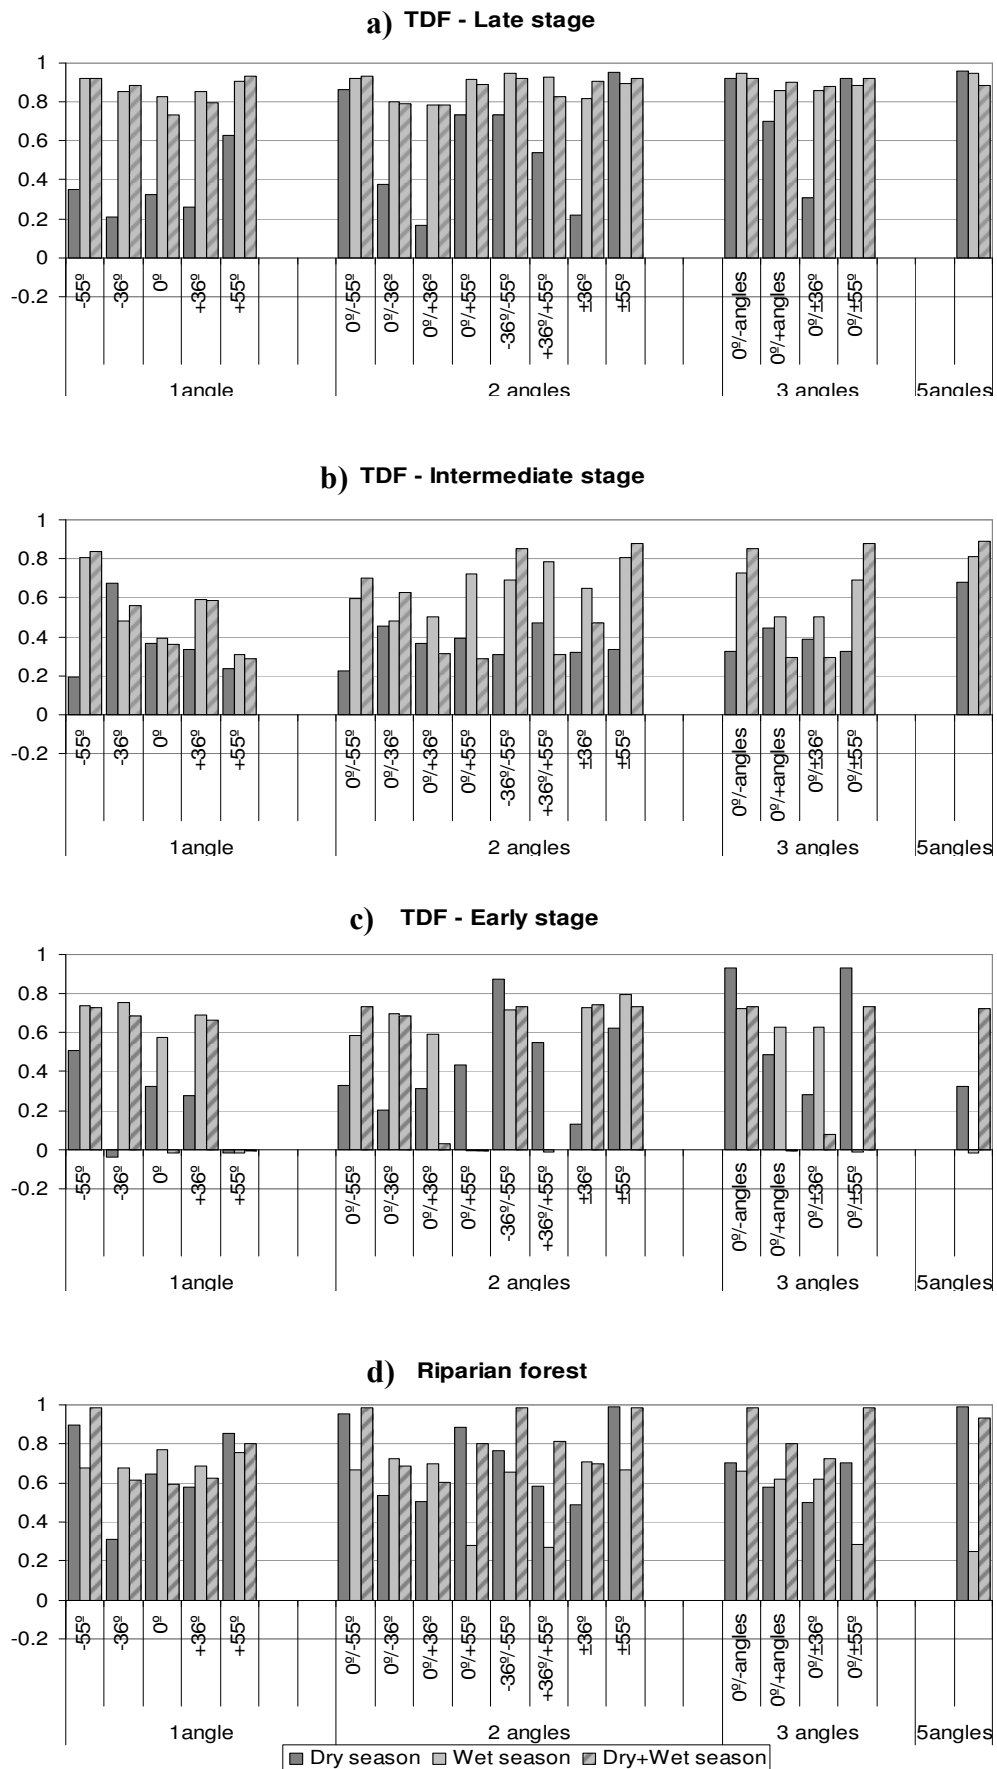 a) TDF - Late stage
1
0.8
0.6
0.4
0.2
0
-0.2
-55º -36º 0º +36º +55º 0º/-55º 0º/-36º 0º/+36º 0º/+55º -36º/-55º +36º/+55º ±36º ±55º 0º/-angles 0º/+angles 0º/±36º 0º/±55º
1angle 2 angles 3 angles 5angles
b) TDF - Intermediate stage
1
0.8
0.6
0.4
0.2
0
-0.2
-55º -36º 0º +36º +55º 0º/-55º 0º/-36º 0º/+36º 0º/+55º -36º/-55º +36º/+55º ±36º ±55º 0º/-angles 0º/+angles 0º/±36º 0º/±55º
1angle 2 angles 3 angles 5angles
c) TDF - Early stage
1
0.8
0.6
0.4
0.2
0
-0.2
-55º -36º 0º +36º +55º 0º/-55º 0º/-36º 0º/+36º 0º/+55º -36º/-55º +36º/+55º ±36º ±55º 0º/-angles 0º/+angles 0º/±36º 0º/±55º
1angle 2 angles 3 angles 5angles
d) Riparian forest
1
0.8
0.6
0.4
0.2
0
-0.2
-55º -36º 0º +36º +55º 0º/-55º 0º/-36º 0º/+36º 0º/+55º -36º/-55º +36º/+55º ±36º ±55º 0º/-angles 0º/+angles 0º/±36º 0º/±55º
1angle 2 angles 3 angles 5angles
Dry season Wet season Dry+Wet season